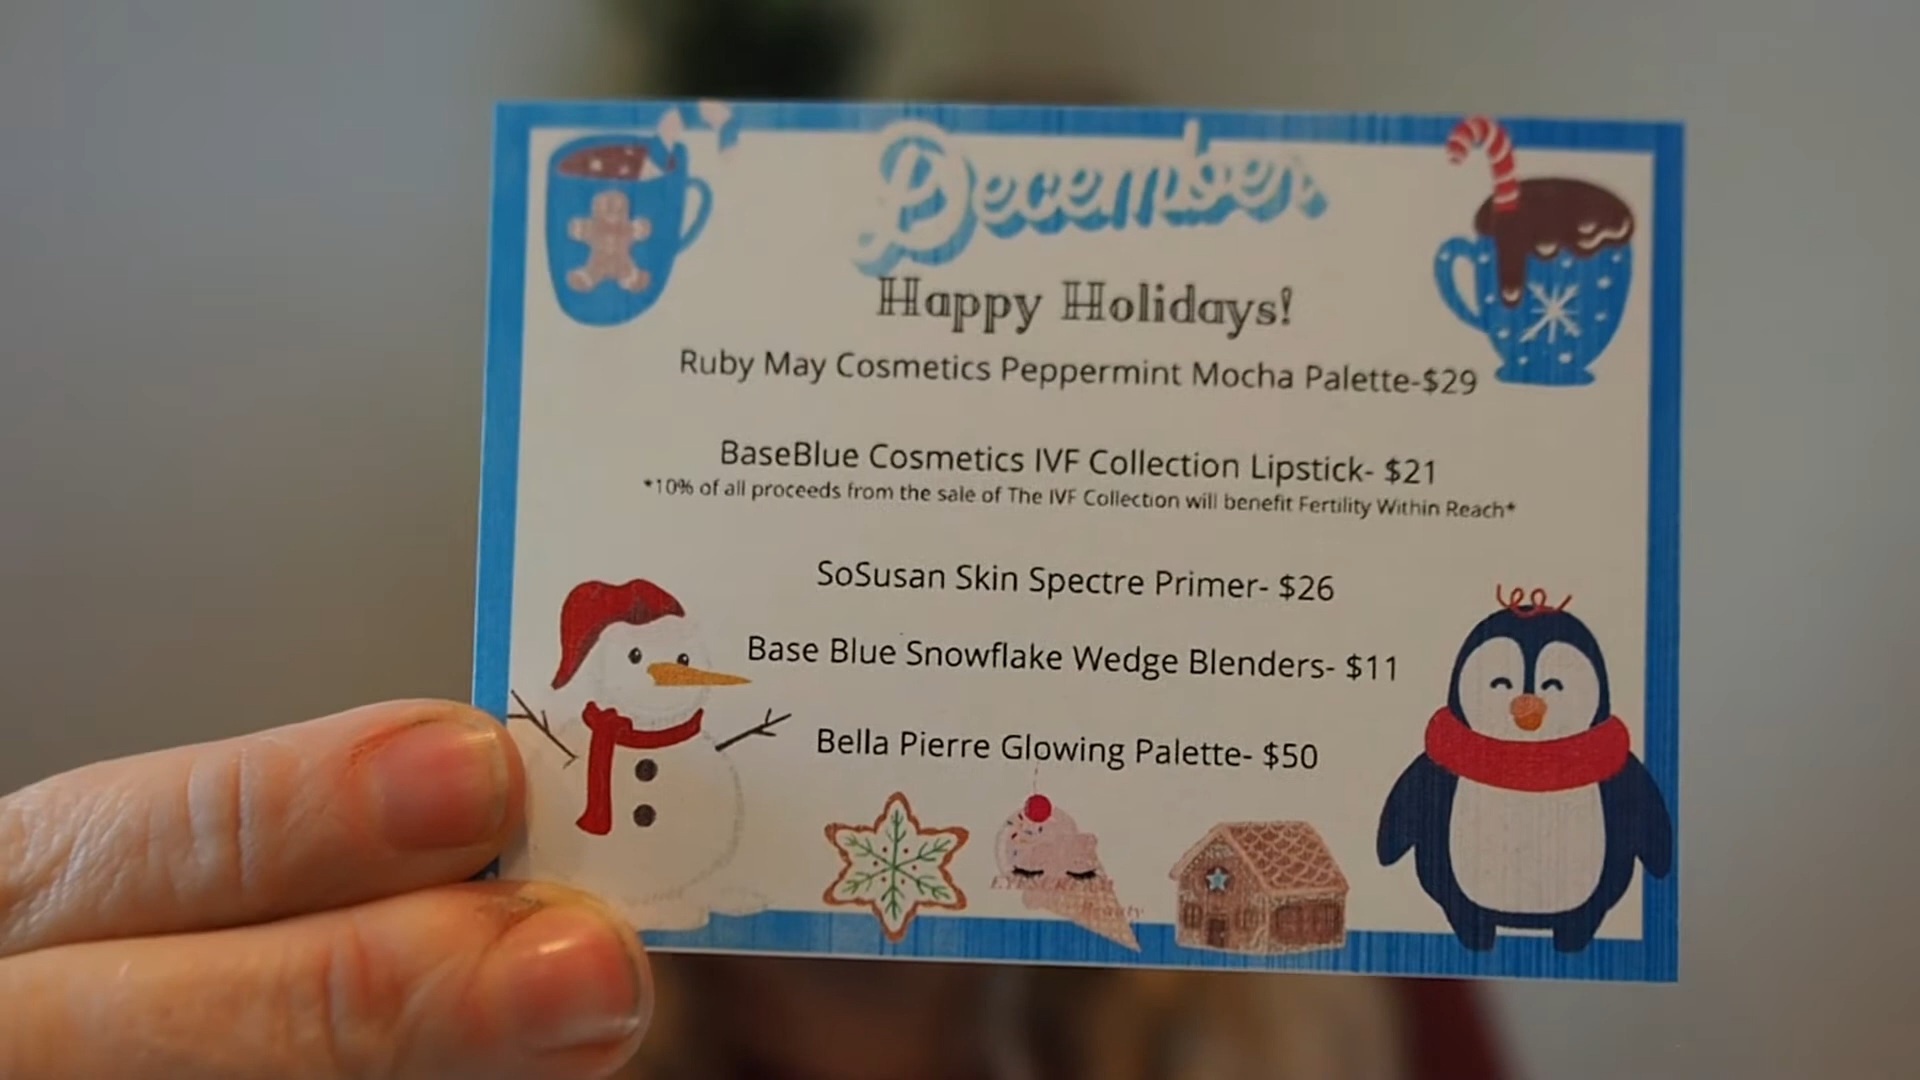 December
Happy Holidays!
Ruby May Cosmetics Peppermint Mocha Palette-$29
BaseBlue Cosmetics IVF Collection Lipstick- $21
*10% of all proceeds from the sale of The IVF Collection will benefit Fertility Within Reach*
SoSusan Skin Spectre Primer- $26
Base Blue Snowflake Wedge Blenders- $11
Bella Pierre Glowing Palette- $50
EYESCREAM
Beauty